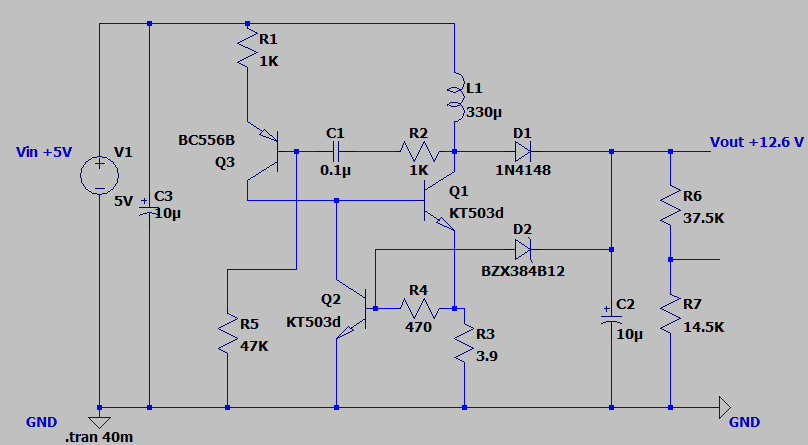 R1
1K
L1
330µ
BC556B
Q3
C1
0.1µ
R2
1K
D1
1N4148
Vout +12.6 V
Vin +5V
V1
5V
C3
10µ
Q1
KT503d
R6
37.5K
D2
BZX384B12
Q2
KT503d
R4
470
R5
47K
R3
3.9
C2
10µ
R7
14.5K
GND
GND
.tran 40m